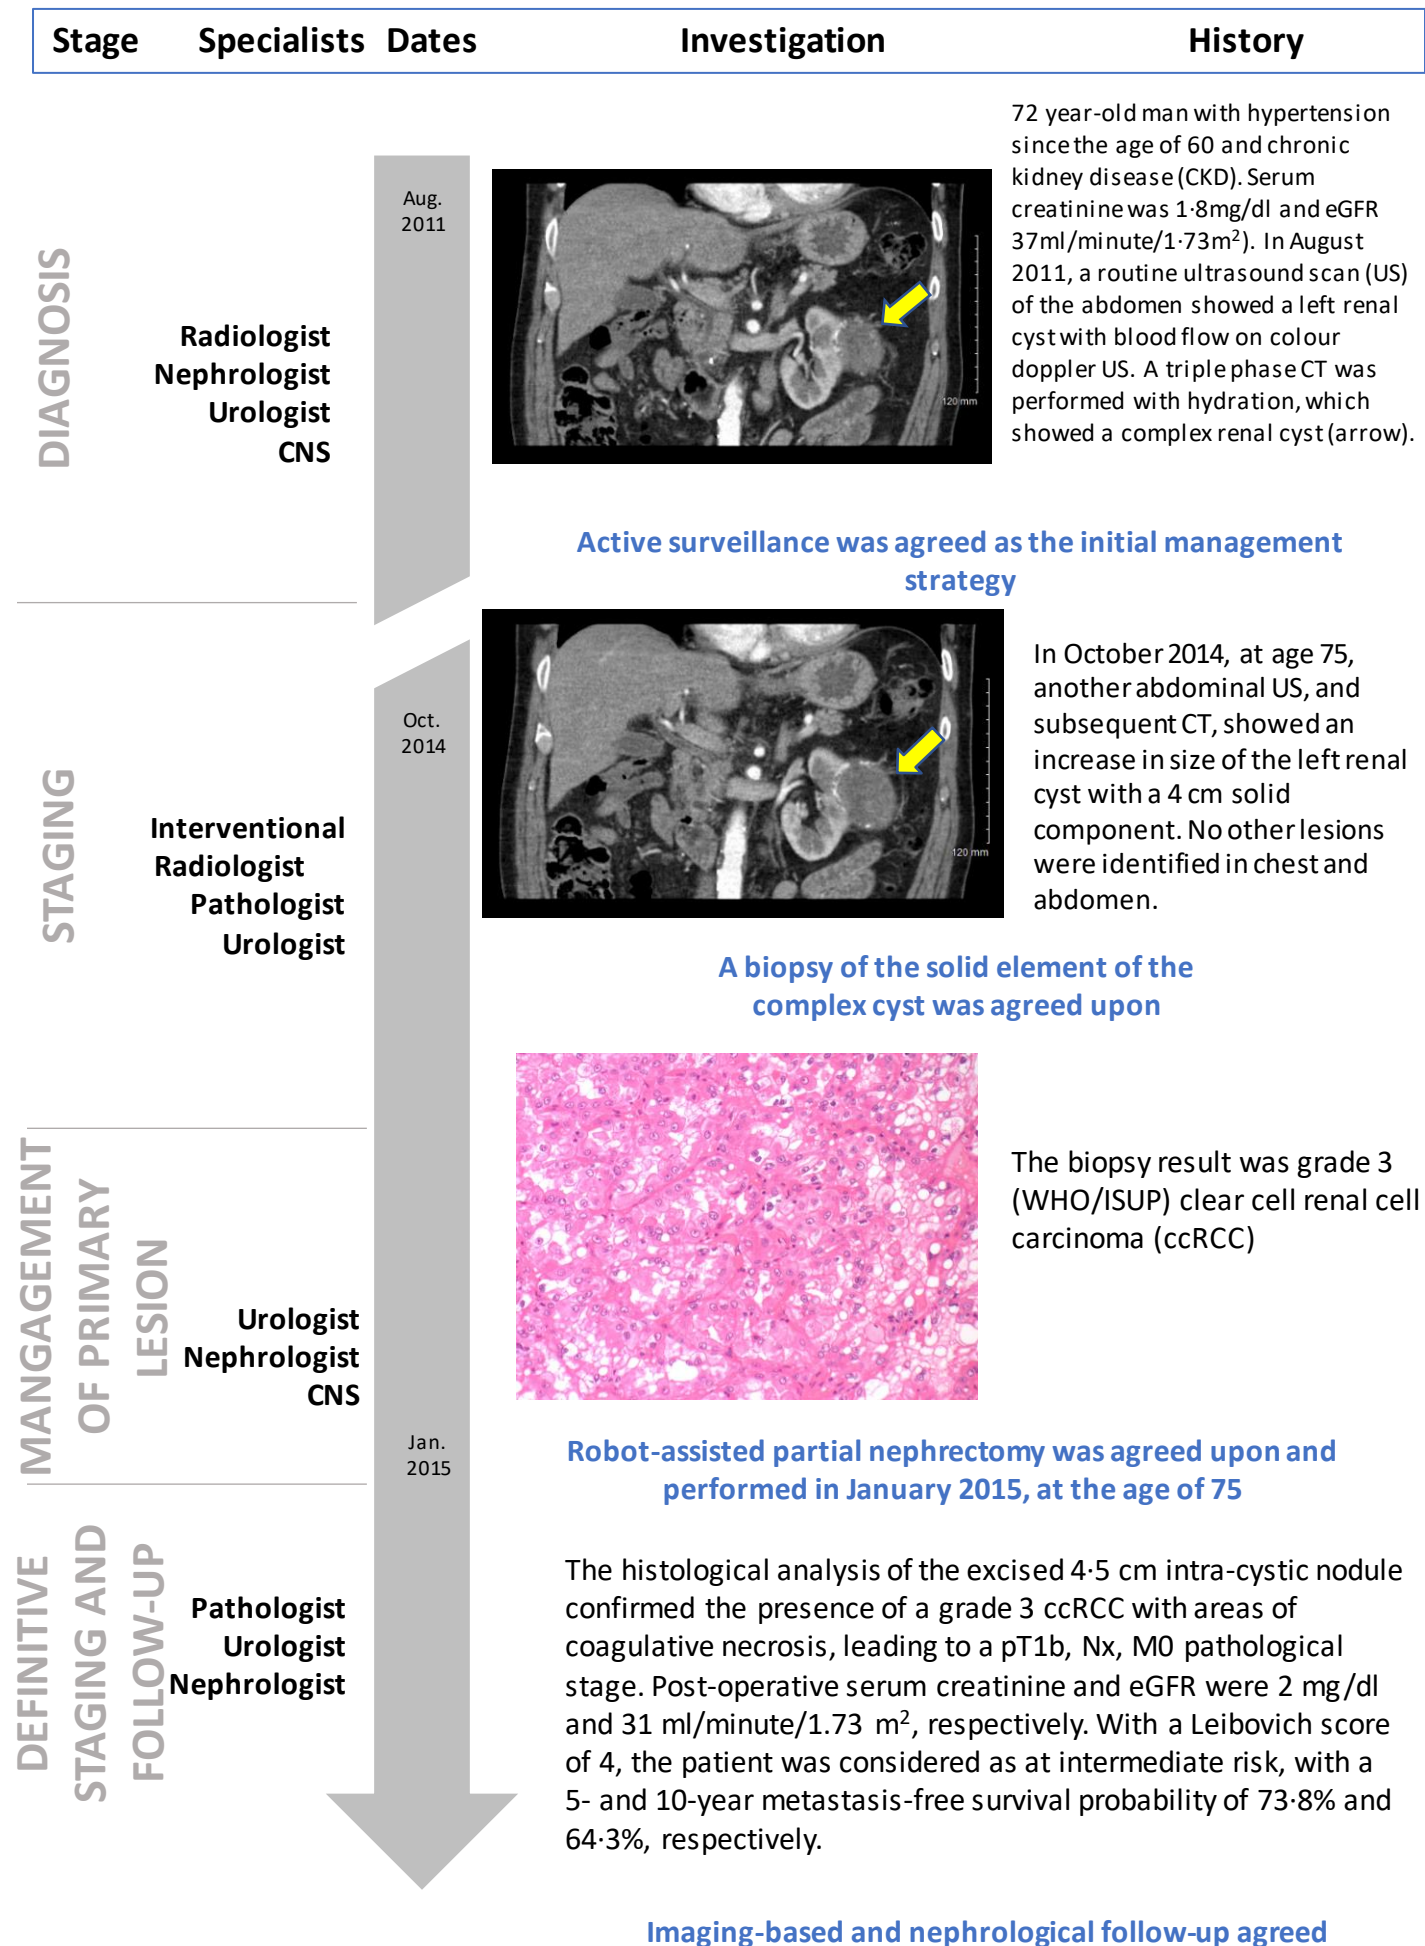 Stage Specialists Dates Investigation History
DIAGNOSIS
Radiologist
Nephrologist
Urologist
CNS
Aug.
2011
120 mm
72 year-old man with hypertension
since the age of 60 and chronic
kidney disease (CKD). Serum
creatinine was 1·8mg/dl and eGFR
37ml/minute/1·73m²). In August
2011, a routine ultrasound scan (US)
of the abdomen showed a left renal
cyst with blood flow on colour
doppler US. A triple phase CT was
performed with hydration, which
showed a complex renal cyst (arrow).
Active surveillance was agreed as the initial management
strategy
STAGING
Interventional
Radiologist
Pathologist
Urologist
Oct.
2014
120 mm
In October 2014, at age 75,
another abdominal US, and
subsequent CT, showed an
increase in size of the left renal
cyst with a 4 cm solid
component. No other lesions
were identified in chest and
abdomen.
A biopsy of the solid element of the
complex cyst was agreed upon
MANGAGEMENT
OF PRIMARY
LESION
Urologist
Nephrologist
CNS
The biopsy result was grade 3
(WHO/ISUP) clear cell renal cell
carcinoma (ccRCC)
Jan.
2015
Robot-assisted partial nephrectomy was agreed upon and
performed in January 2015, at the age of 75
DEFINITIVE
STAGING AND
FOLLOW-UP
Pathologist
Urologist
Nephrologist
The histological analysis of the excised 4·5 cm intra-cystic nodule
confirmed the presence of a grade 3 ccRCC with areas of
coagulative necrosis, leading to a pT1b, Nx, M0 pathological
stage. Post-operative serum creatinine and eGFR were 2 mg/dl
and 31 ml/minute/1.73 m², respectively. With a Leibovich score
of 4, the patient was considered as at intermediate risk, with a
5- and 10-year metastasis-free survival probability of 73·8% and
64·3%, respectively.
Imaging-based and nephrological follow-up agreed